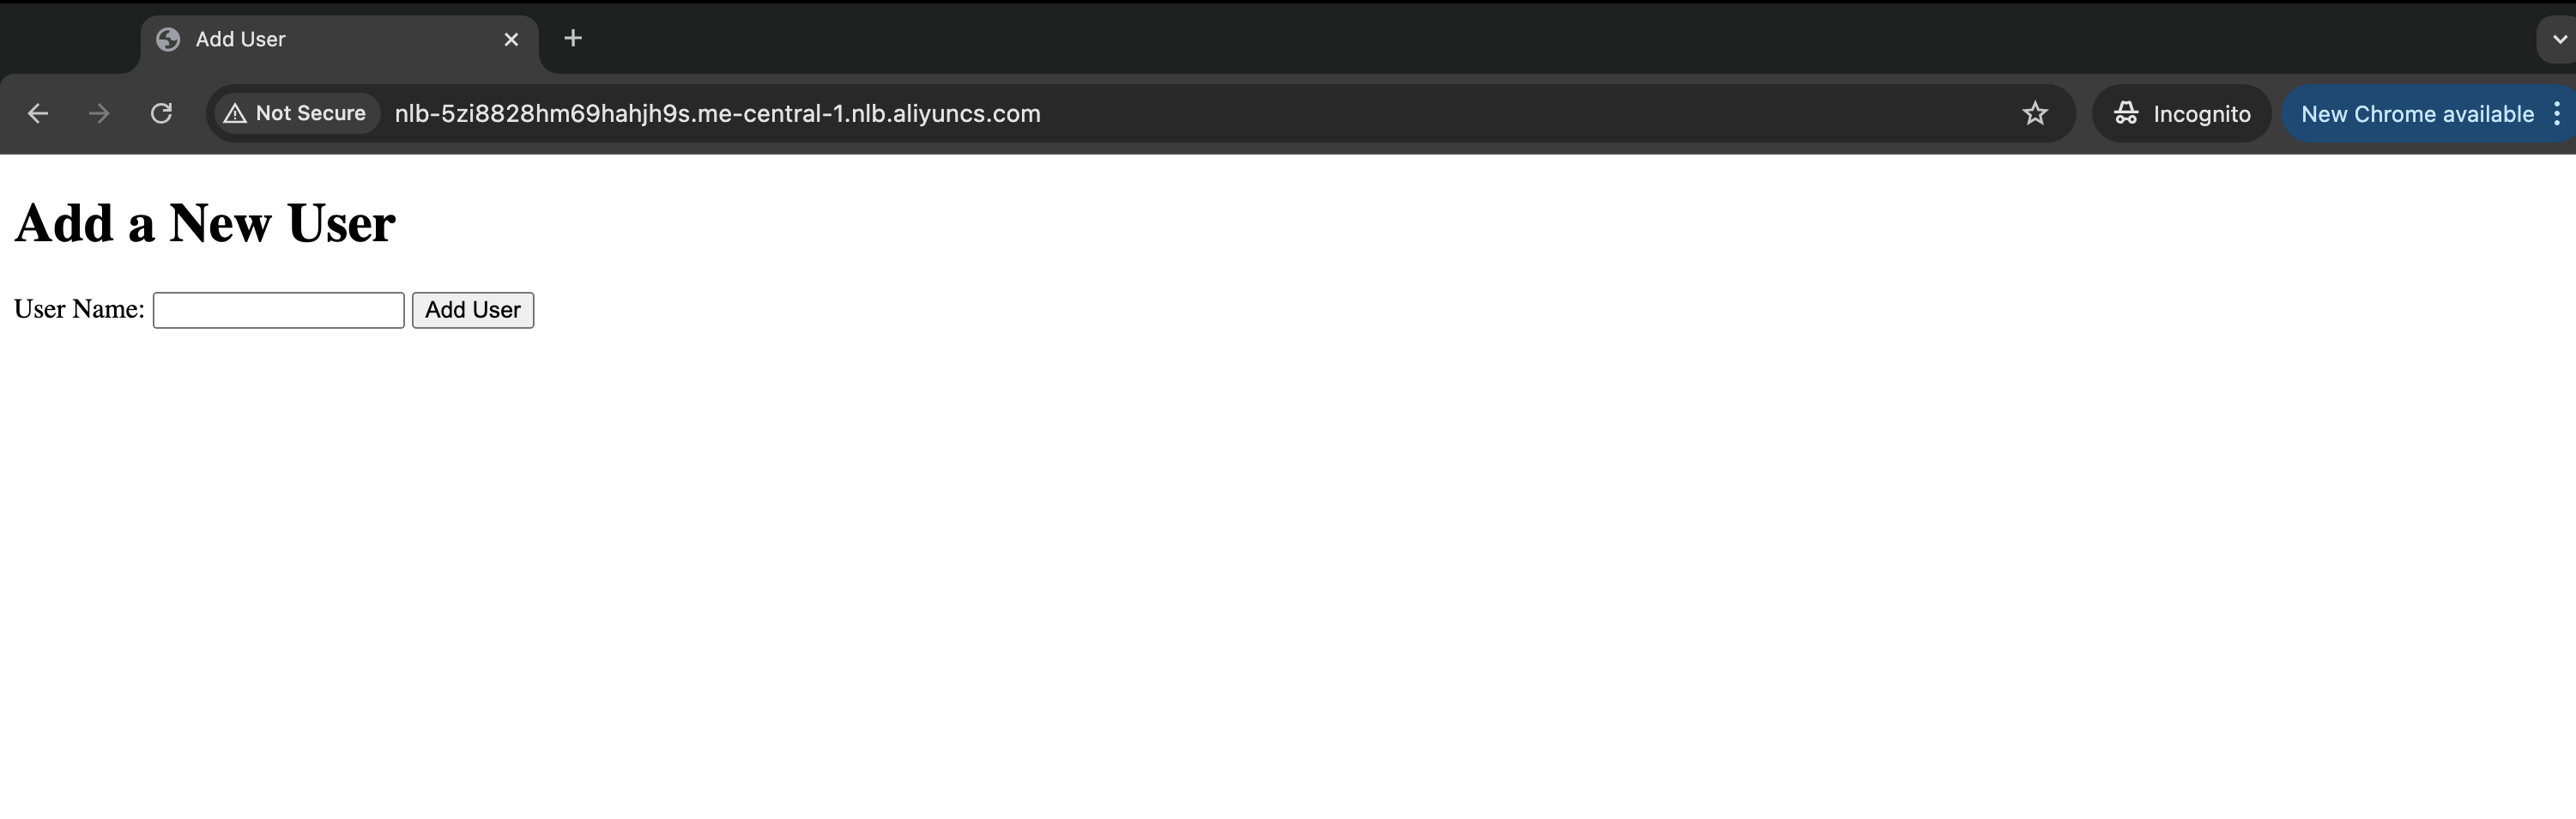 Add User
Not Secure nlb-5zi8828hm69hahjh9s.me-central-1.nlb.aliyuncs.com Incognito New Chrome available
Add a New User
User Name: Add User